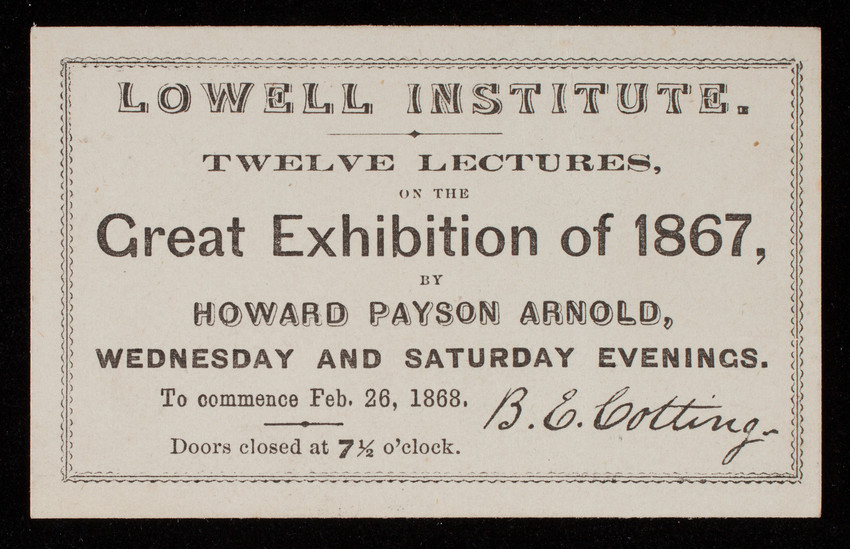 LOWELL INSTITUTE.
TWELVE LECTURES,
ON THE
Great Exhibition of 1867,
BY
HOWARD PAYSON ARNOLD,
WEDNESDAY AND SATURDAY EVENINGS.
To commence Feb. 26, 1868.
B. E. Cotting
Doors closed at 7½ o'clock.